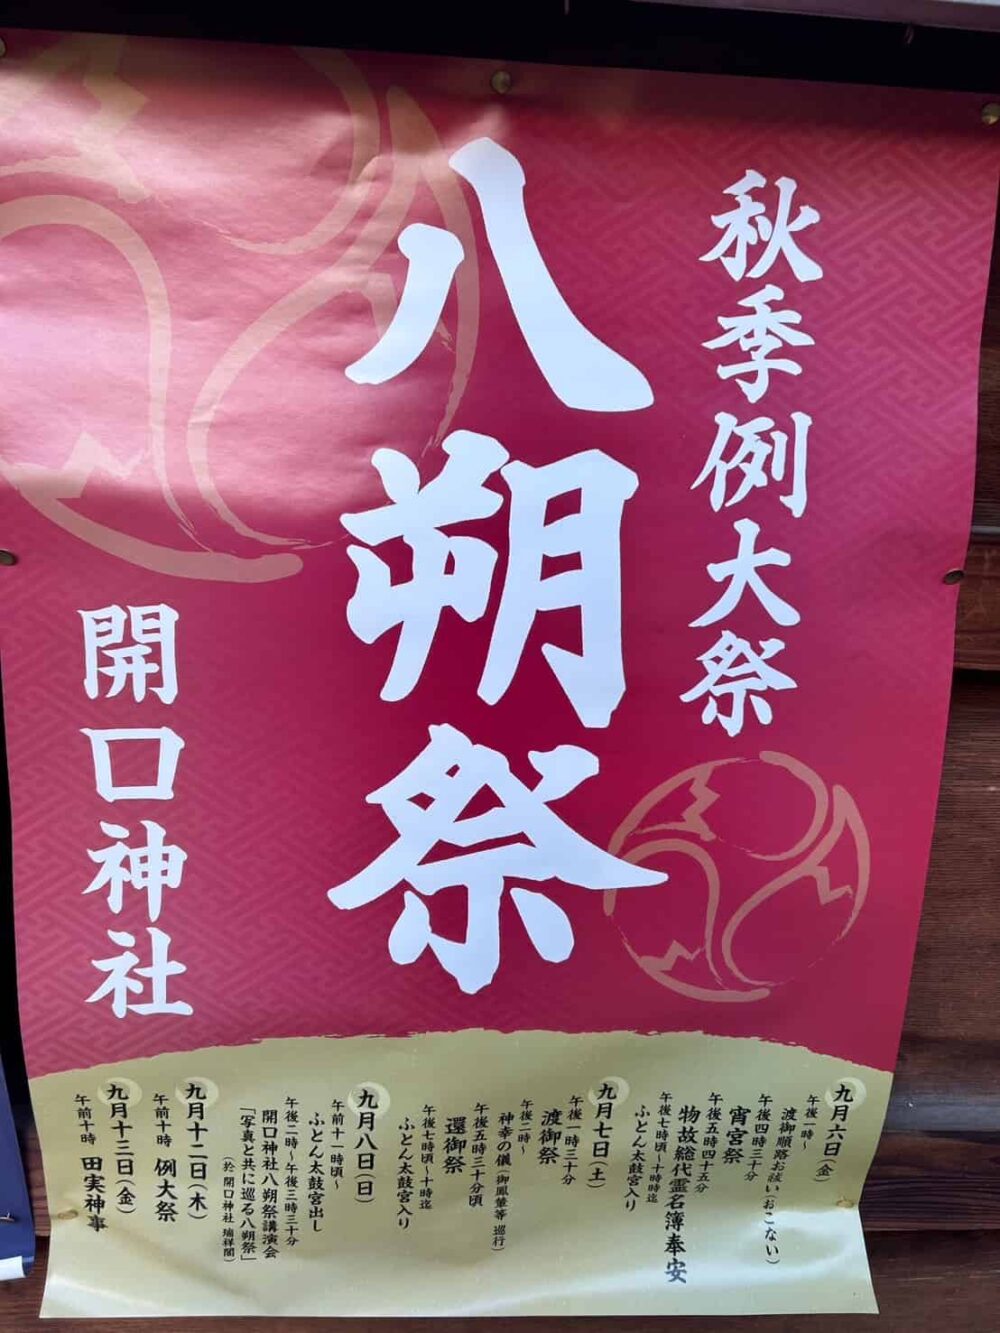 秋季例大祭
八朔祭
開口神社
九月六日(金)
午後一時~
渡御順路お祓い(おこない)
午後四時三十分
宵宮祭
午後五時四十五分
物故総代霊名簿奉安
午後七時頃~十時迄
ふとん太鼓宮入り
九月七日(土)
午後一時三十分
渡御祭
午後二時~
神幸の儀(御鳳輦等 巡行)
午後五時三十分頃
還御祭
午後七時頃~十時迄
ふとん太鼓宮入り
九月八日(日)
午前十一時頃~
ふとん太鼓宮出し
午後二時~午後三時三十分
開口神社八朔祭講演会
「写真と共に巡る八朔祭」
(於 開口神社 瑞祥閣)
九月十二日(木)
午前十時 例大祭
九月十三日(金)
午前十時 田実神事